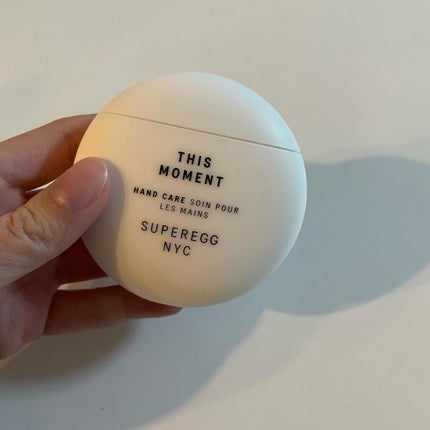 THIS
MOMENT
HAND CARE SOIN POUR
LES MAINS
SUPEREGG
NYC